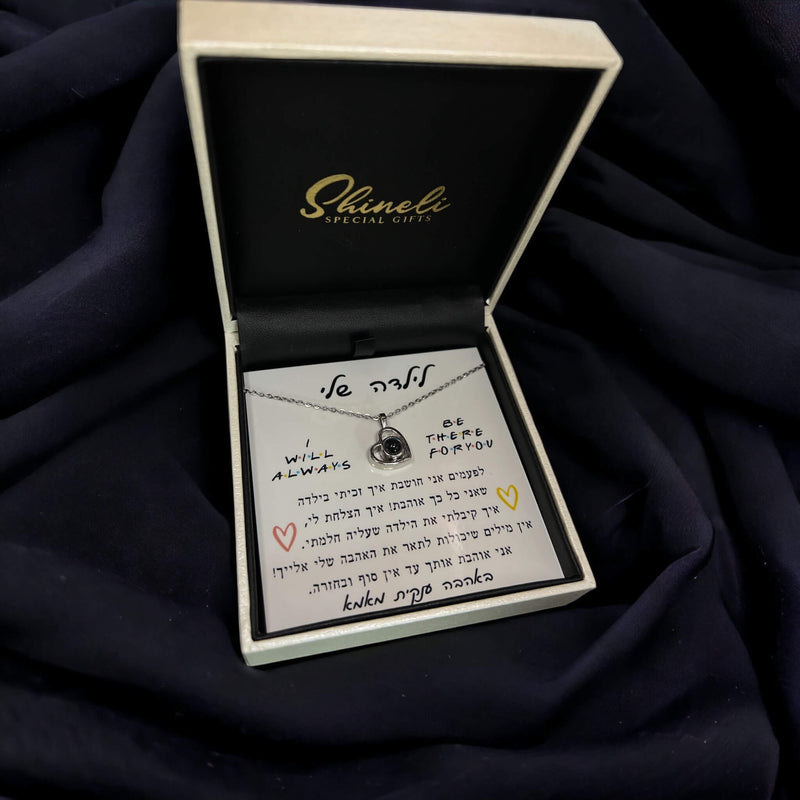 Shineli
SPECIAL GIFTS
לילדה שלי
I
WILL
ALWAYS
BE
THERE
FOR YOU
לפעמים אני חושבת איך זכיתי בילדה
שאני כל כך אוהבת! איך הצלחת לי,
איך קיבלתי את הילדה שעליה חלמתי.
אין מילים שיכולות לתאר את האהבה שלי אלייך!
אני אוהבת אותך עד אין סוף ובחזרה.
באהבה ענקית מאמא